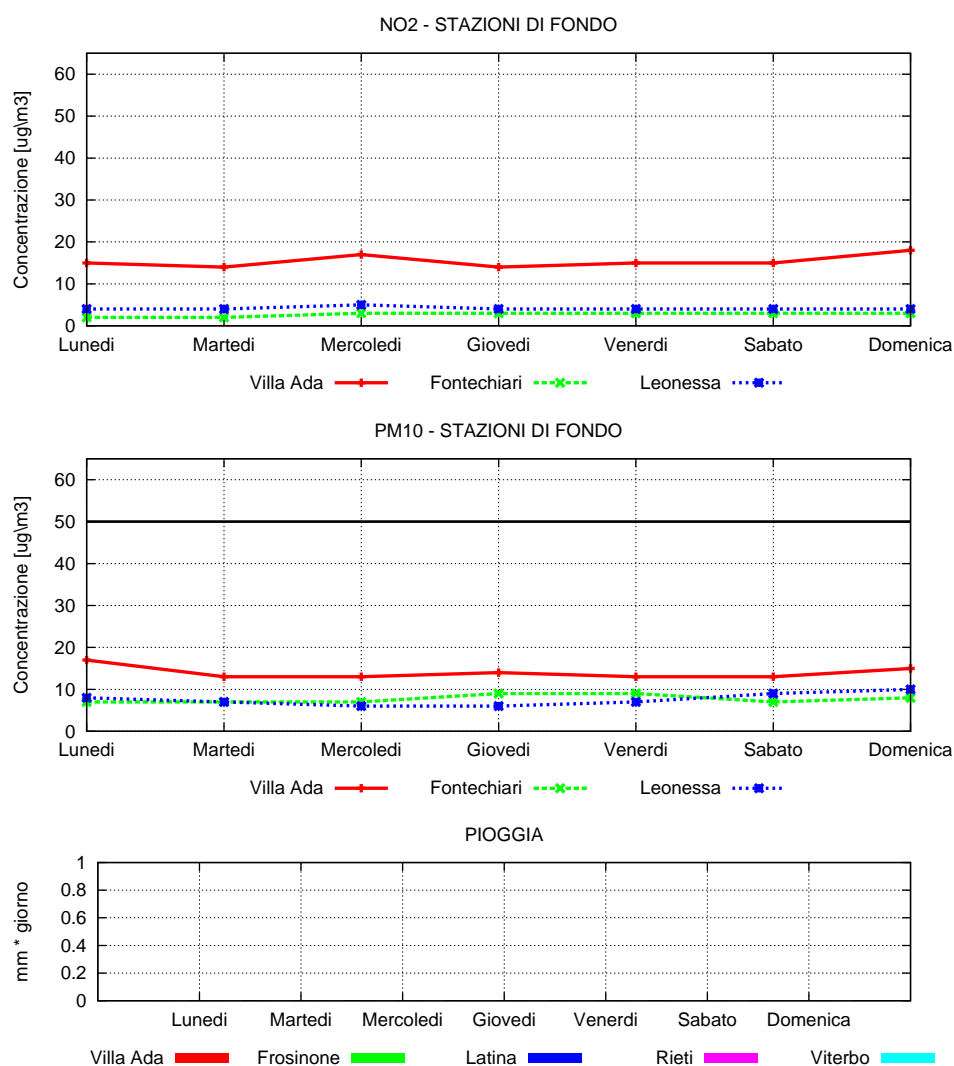 NO2 - STAZIONI DI FONDO
Concentrazione [ug\m3]
60
50
40
30
20
10
0
Lunedi Martedi Mercoledi Giovedi Venerdi Sabato Domenica
Villa Ada Fontechiari Leonessa
PM10 - STAZIONI DI FONDO
Concentrazione [ug\m3]
60
50
40
30
20
10
0
Lunedi Martedi Mercoledi Giovedi Venerdi Sabato Domenica
Villa Ada Fontechiari Leonessa
PIOGGIA
mm * giorno
1
0.8
0.6
0.4
0.2
0
Lunedi Martedi Mercoledi Giovedi Venerdi Sabato Domenica
Villa Ada Frosinone Latina Rieti Viterbo